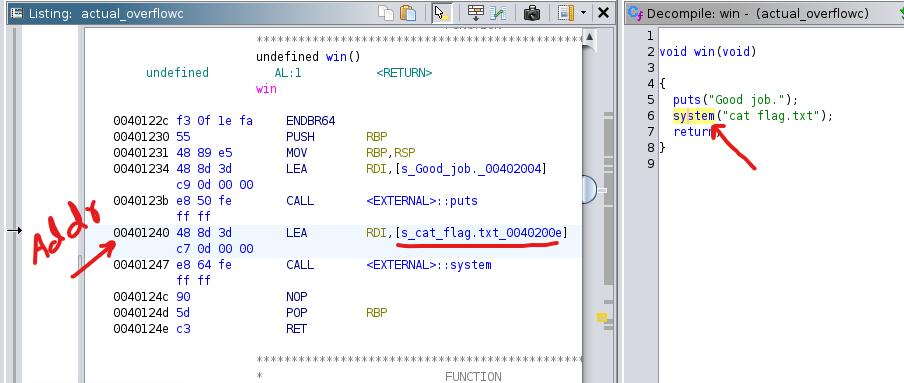 Listing: actual_overflowc
FUNCTION
************************************************
undefined win()
undefined AL:1 <RETURN>
win
0040122c f3 0f 1e fa ENDBR64
00401230 55 PUSH RBP
00401231 48 89 e5 MOV RBP,RSP
00401234 48 8d 3d LEA RDI,[s_Good_job._00402004]
c9 0d 00 00
0040123b e8 50 fe CALL <EXTERNAL>::puts
ff ff
00401240 48 8d 3d LEA RDI,[s_cat_flag.txt_0040200e]
c7 0d 00 00
00401247 e8 64 fe CALL <EXTERNAL>::system
ff ff
0040124c 90 NOP
0040124d 5d POP RBP
0040124e c3 RET
************************************************
* FUNCTION
Addr
Decompile: win - (actual_overflowc)
1
2 void win(void)
3
4 {
5 puts("Good job.");
6 system("cat flag.txt");
7 return;
8 }
9